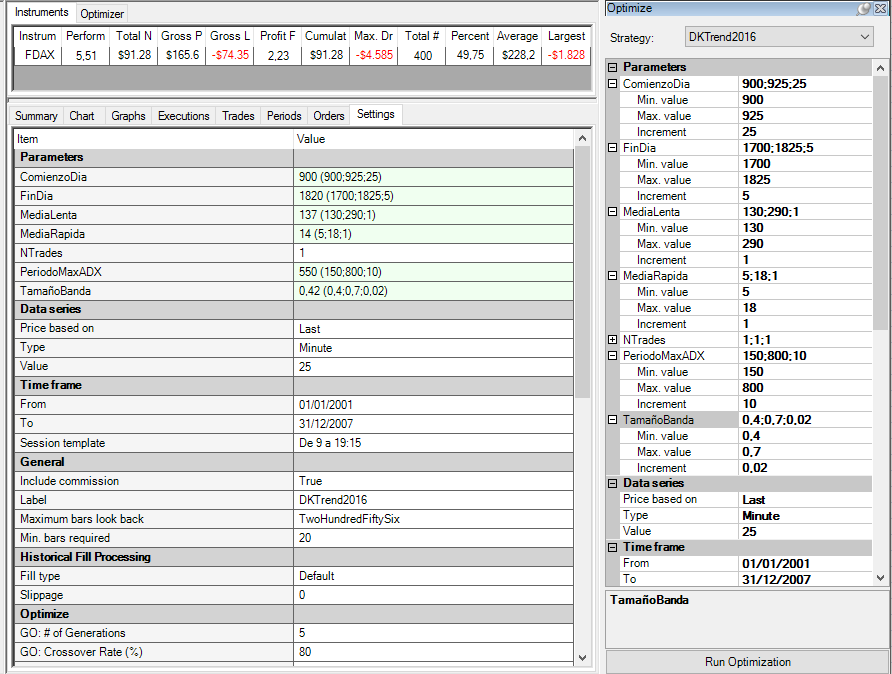 Instruments Optimizer
Instrum Perform Total N Gross P Gross L Profit F Cumulat Max. Dr Total # Percent Average Largest
FDAX 5,51 $91.28 $165.6 -$74.35 2,23 $91.28 -$4.585 400 49,75 $228,2 -$1.828
Summary Chart Graphs Executions Trades Periods Orders Settings
Item Value
Parameters
ComienzoDia 900 (900;925;25)
FinDia 1820 (1700;1825;5)
MediaLenta 137 (130;290;1)
MediaRapida 14 (5;18;1)
NTrades 1
PeriodoMaxADX 550 (150;800;10)
TamañoBanda 0,42 (0,4;0,7;0,02)
Data series
Price based on Last
Type Minute
Value 25
Time frame
From 01/01/2001
To 31/12/2007
Session template De 9 a 19:15
General
Include commission True
Label DKTrend2016
Maximum bars look back TwoHundredFiftySix
Min. bars required 20
Historical Fill Processing
Fill type Default
Slippage 0
Optimize
GO: # of Generations 5
GO: Crossover Rate (%) 80
Optimize
Strategy: DKTrend2016
Parameters
ComienzoDia 900;925;25
Min. value 900
Max. value 925
Increment 25
FinDia 1700;1825;5
Min. value 1700
Max. value 1825
Increment 5
MediaLenta 130;290;1
Min. value 130
Max. value 290
Increment 1
MediaRapida 5;18;1
Min. value 5
Max. value 18
Increment 1
NTrades 1;1;1
PeriodoMaxADX 150;800;10
Min. value 150
Max. value 800
Increment 10
TamañoBanda 0,4;0,7;0,02
Min. value 0,4
Max. value 0,7
Increment 0,02
Data series
Price based on Last
Type Minute
Value 25
Time frame
From 01/01/2001
To 31/12/2007
TamañoBanda
Run Optimization